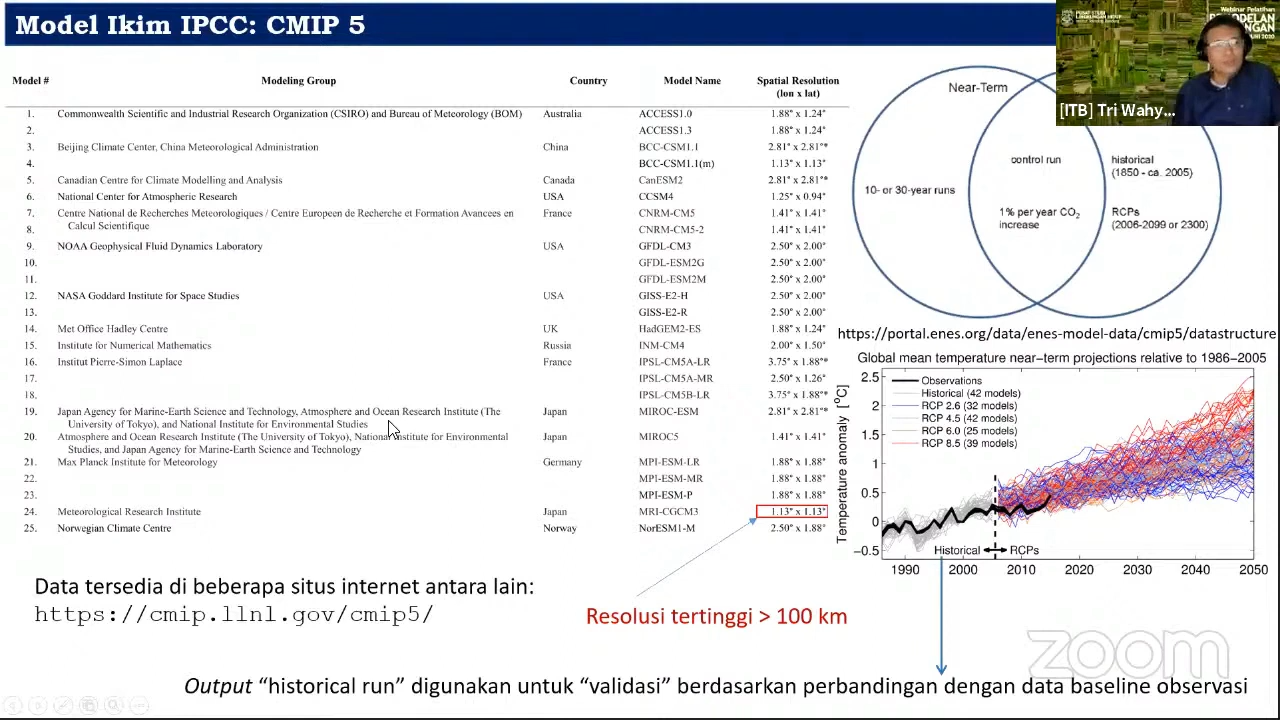 Model Ikim IPCC: CMIP 5
Model # Modeling Group Country Model Name Spatial Resolution (lon x lat)
1. Commonwealth Scientific and Industrial Research Organization (CSIRO) and Bureau of Meteorology (BOM) Australia ACCESS1.0 1.88° x 1.24°
2. ACCESS1.3 1.88° x 1.24°
3. Beijing Climate Center, China Meteorological Administration China BCC-CSM1.1 2.81° x 2.81°*
4. BCC-CSM1.1(m) 1.13° x 1.13°
5. Canadian Centre for Climate Modelling and Analysis Canada CanESM2 2.81° x 2.81°*
6. National Center for Atmospheric Research USA CCSM4 1.25° x 0.94°
7. Centre National de Recherches Meteorologiques / Centre Europeen de Recherche et Formation Avancees en France CNRM-CM5 1.41° x 1.41°
8. Calcul Scientifique CNRM-CM5-2 1.41° x 1.41°
9. NOAA Geophysical Fluid Dynamics Laboratory USA GFDL-CM3 2.50° x 2.00°
10. GFDL-ESM2G 2.50° x 2.00°
11. GFDL-ESM2M 2.50° x 2.00°
12. NASA Goddard Institute for Space Studies USA GISS-E2-H 2.50° x 2.00°
13. GISS-E2-R 2.50° x 2.00°
14. Met Office Hadley Centre UK HadGEM2-ES 1.88° x 1.24°
15. Institute for Numerical Mathematics Russia INM-CM4 2.00° x 1.50°
16. Institut Pierre-Simon Laplace France IPSL-CM5A-LR 3.75° x 1.88°*
17. IPSL-CM5A-MR 2.50° x 1.26°
18. IPSL-CM5B-LR 3.75° x 1.88°*
19. Japan Agency for Marine-Earth Science and Technology, Atmosphere and Ocean Research Institute (The Japan MIROC-ESM 2.81° x 2.81°*
University of Tokyo), and National Institute for Environmental Studies
20. Atmosphere and Ocean Research Institute (The University of Tokyo), National Institute for Environmental Japan MIROC5 1.41° x 1.41°
Studies, and Japan Agency for Marine-Earth Science and Technology
21. Max Planck Institute for Meteorology Germany MPI-ESM-LR 1.88° x 1.88°
22. MPI-ESM-MR 1.88° x 1.88°
23. MPI-ESM-P 1.88° x 1.88°
24. Meteorological Research Institute Japan MRI-CGCM3 1.13° x 1.13°
25. Norwegian Climate Centre Norway NorESM1-M 2.50° x 1.88°
Data tersedia di beberapa situs internet antara lain:
https://cmip.llnl.gov/cmip5/
Resolusi tertinggi > 100 km
Near-Term
10- or 30-year runs
control run
1% per year CO2
increase
historical
(1850 - ca. 2005)
RCPs
(2006-2099 or 2300)
PUSAT STUDI
LINGKUNGAN HIDUP
Webinar Pelatihan
2020
[ITB] Tri Wahy...
https://portal.enes.org/data/enes-model-data/cmip5/datastructure
Global mean temperature near-term projections relative to 1986–2005
Temperature anomaly [°C]
2.5
2
1.5
1
0.5
0
−0.5
Observations
Historical (42 models)
RCP 2.6 (32 models)
RCP 4.5 (42 models)
RCP 6.0 (25 models)
RCP 8.5 (39 models)
Historical RCPs
1990 2000 2010 2020 2030 2040 2050
zoom
Output “historical run” digunakan untuk “validasi” berdasarkan perbandingan dengan data baseline observasi